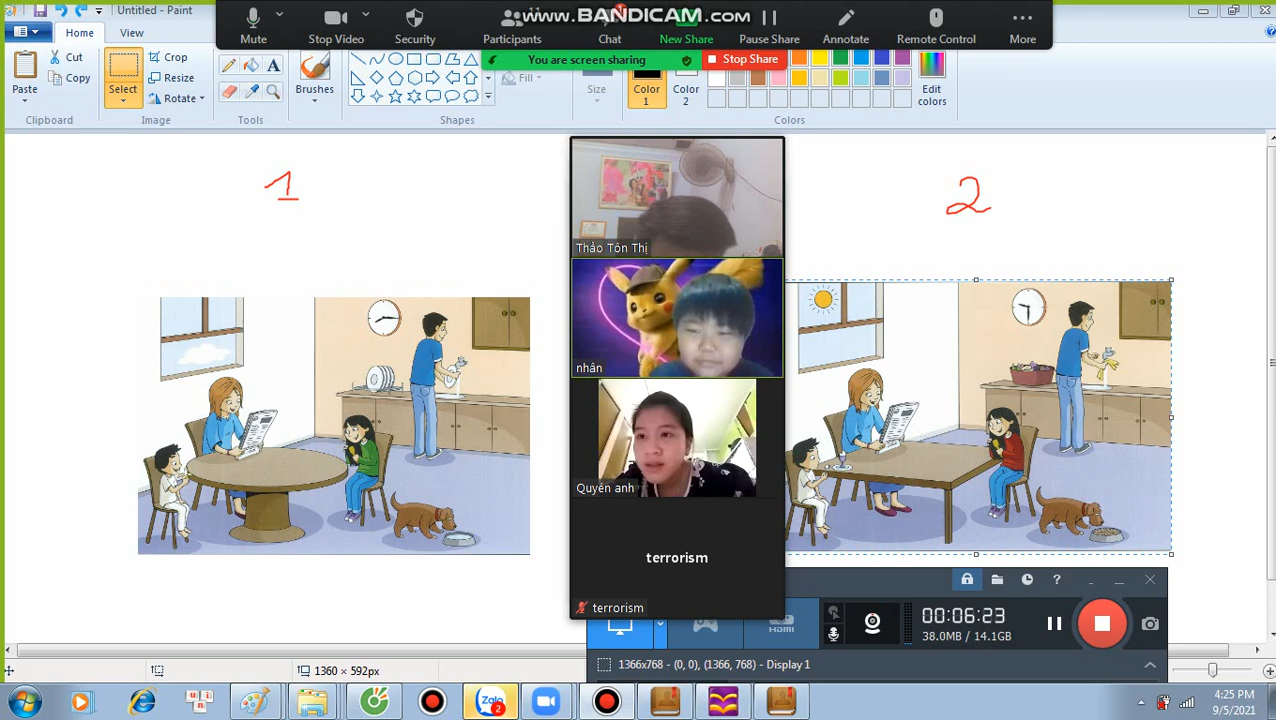 Untitled - Paint
www.BANDICAM.com
Mute
Stop Video
Security
Participants
Chat
New Share
Pause Share
Annotate
Remote Control
More
You are screen sharing
Stop Share
Home
View
Paste
Cut
Copy
Clipboard
Select
Crop
Resize
Rotate
Image
Tools
Brushes
Shapes
Fill
Size
Color 1
Color 2
Edit colors
Colors
1
2
Thảo Tôn Thị
nhân
Quyên anh
terrorism
terrorism
00:06:23
38.0MB / 14.1GB
HDMI
1366x768 - (0, 0), (1366, 768) - Display 1
1360 × 592px
Zalo
2
4:25 PM
9/5/2021